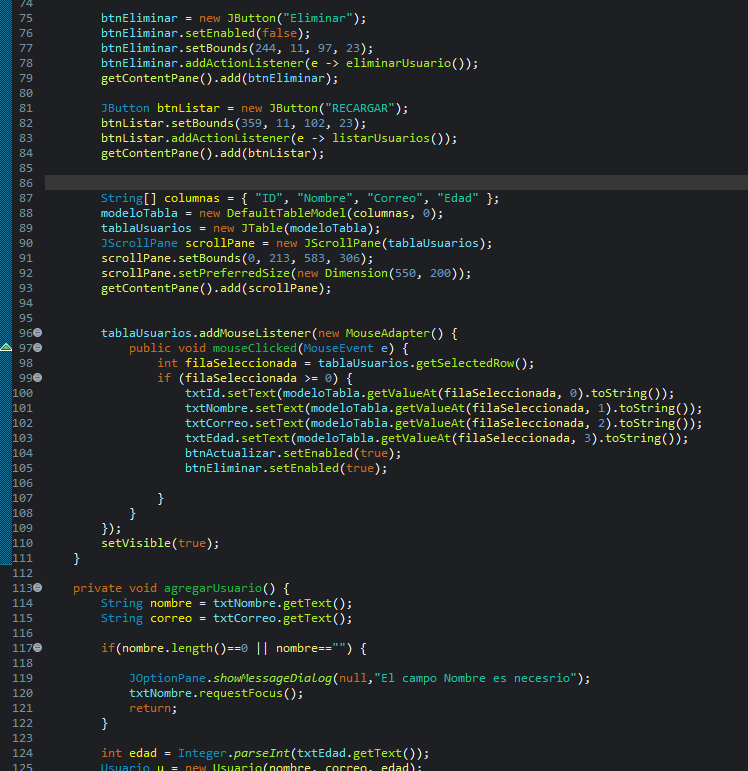 74
75 btnEliminar = new JButton("Eliminar");
76 btnEliminar.setEnabled(false);
77 btnEliminar.setBounds(244, 11, 97, 23);
78 btnEliminar.addActionListener(e -> eliminarUsuario());
79 getContentPane().add(btnEliminar);
80
81 JButton btnListar = new JButton("RECARGAR");
82 btnListar.setBounds(359, 11, 102, 23);
83 btnListar.addActionListener(e -> listarUsuarios());
84 getContentPane().add(btnListar);
85
86
87 String[] columnas = { "ID", "Nombre", "Correo", "Edad" };
88 modeloTabla = new DefaultTableModel(columnas, 0);
89 tablaUsuarios = new JTable(modeloTabla);
90 JScrollPane scrollPane = new JScrollPane(tablaUsuarios);
91 scrollPane.setBounds(0, 213, 583, 306);
92 scrollPane.setPreferredSize(new Dimension(550, 200));
93 getContentPane().add(scrollPane);
94
95
96 tablaUsuarios.addMouseListener(new MouseAdapter() {
97 public void mouseClicked(MouseEvent e) {
98 int filaSeleccionada = tablaUsuarios.getSelectedRow();
99 if (filaSeleccionada >= 0) {
100 txtId.setText(modeloTabla.getValueAt(filaSeleccionada, 0).toString());
101 txtNombre.setText(modeloTabla.getValueAt(filaSeleccionada, 1).toString());
102 txtCorreo.setText(modeloTabla.getValueAt(filaSeleccionada, 2).toString());
103 txtEdad.setText(modeloTabla.getValueAt(filaSeleccionada, 3).toString());
104 btnActualizar.setEnabled(true);
105 btnEliminar.setEnabled(true);
106
107 }
108 }
109 });
110 setVisible(true);
111 }
112
113 private void agregarUsuario() {
114 String nombre = txtNombre.getText();
115 String correo = txtCorreo.getText();
116
117 if(nombre.length()==0 || nombre=="") {
118
119 JOptionPane.showMessageDialog(null,"El campo Nombre es necesrio");
120 txtNombre.requestFocus();
121 return;
122 }
123
124 int edad = Integer.parseInt(txtEdad.getText());
125 Usuario u = new Usuario(nombre, correo, edad);